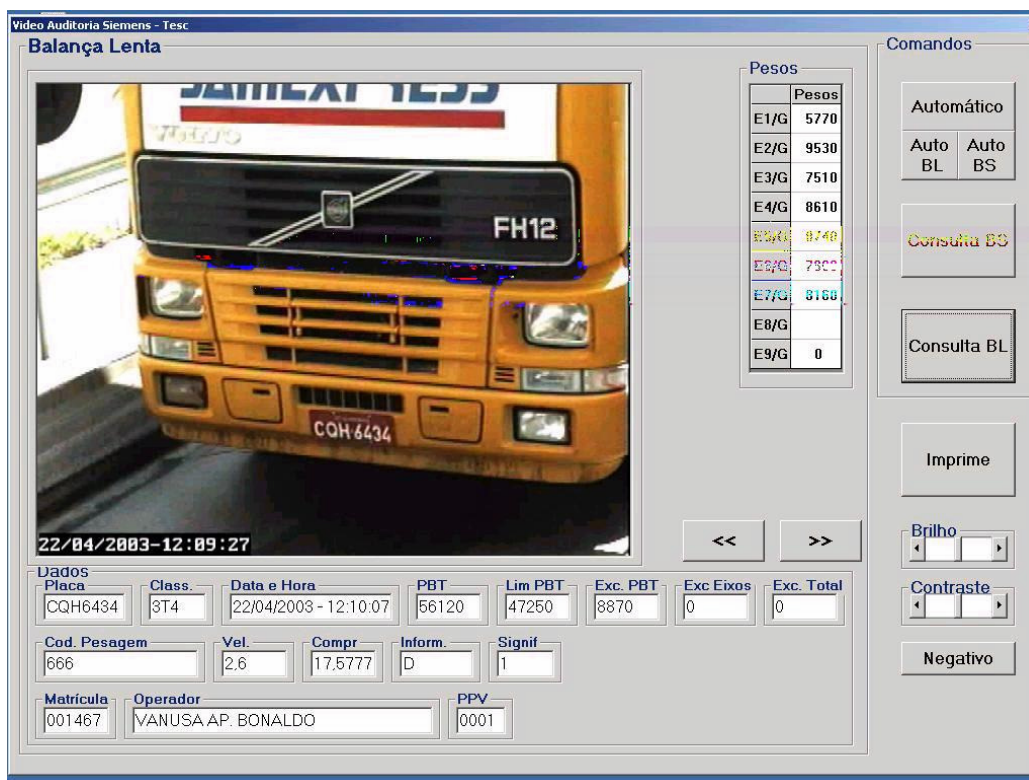 Video Auditoria Siemens - Tesc
Balança Lenta
VOLVO
FH12
CQH 6434
22/04/2003-12:09:27
Pesos
Pesos
E1/G 5770
E2/G 9530
E3/G 7510
E4/G 8610
E7/G 8160
E8/G
E9/G 0
<< >>
Comandos
Automático
Auto BL Auto BS
Consulta BS
Consulta BL
Imprime
Brilho
Contraste
Negativo
Dados
Placa Class. Data e Hora PBT Lim PBT Exc. PBT Exc Eixos Exc. Total
CQH6434 3T4 22/04/2003 - 12:10:07 56120 47250 8870 0 0
Cod. Pesagem Vel. Compr Inform. Signif
666 2,6 17,5777 D 1
Matrícula Operador PPV
001467 VANUSA AP. BONALDO 0001